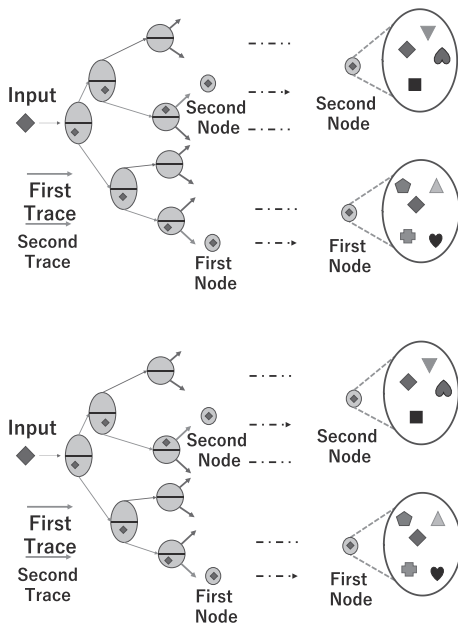 Input
Second
Node
Second
Node
First
Trace
Second
Trace
First
Node
First
Node
Input
Second
Node
Second
Node
First
Trace
Second
Trace
First
Node
First
Node